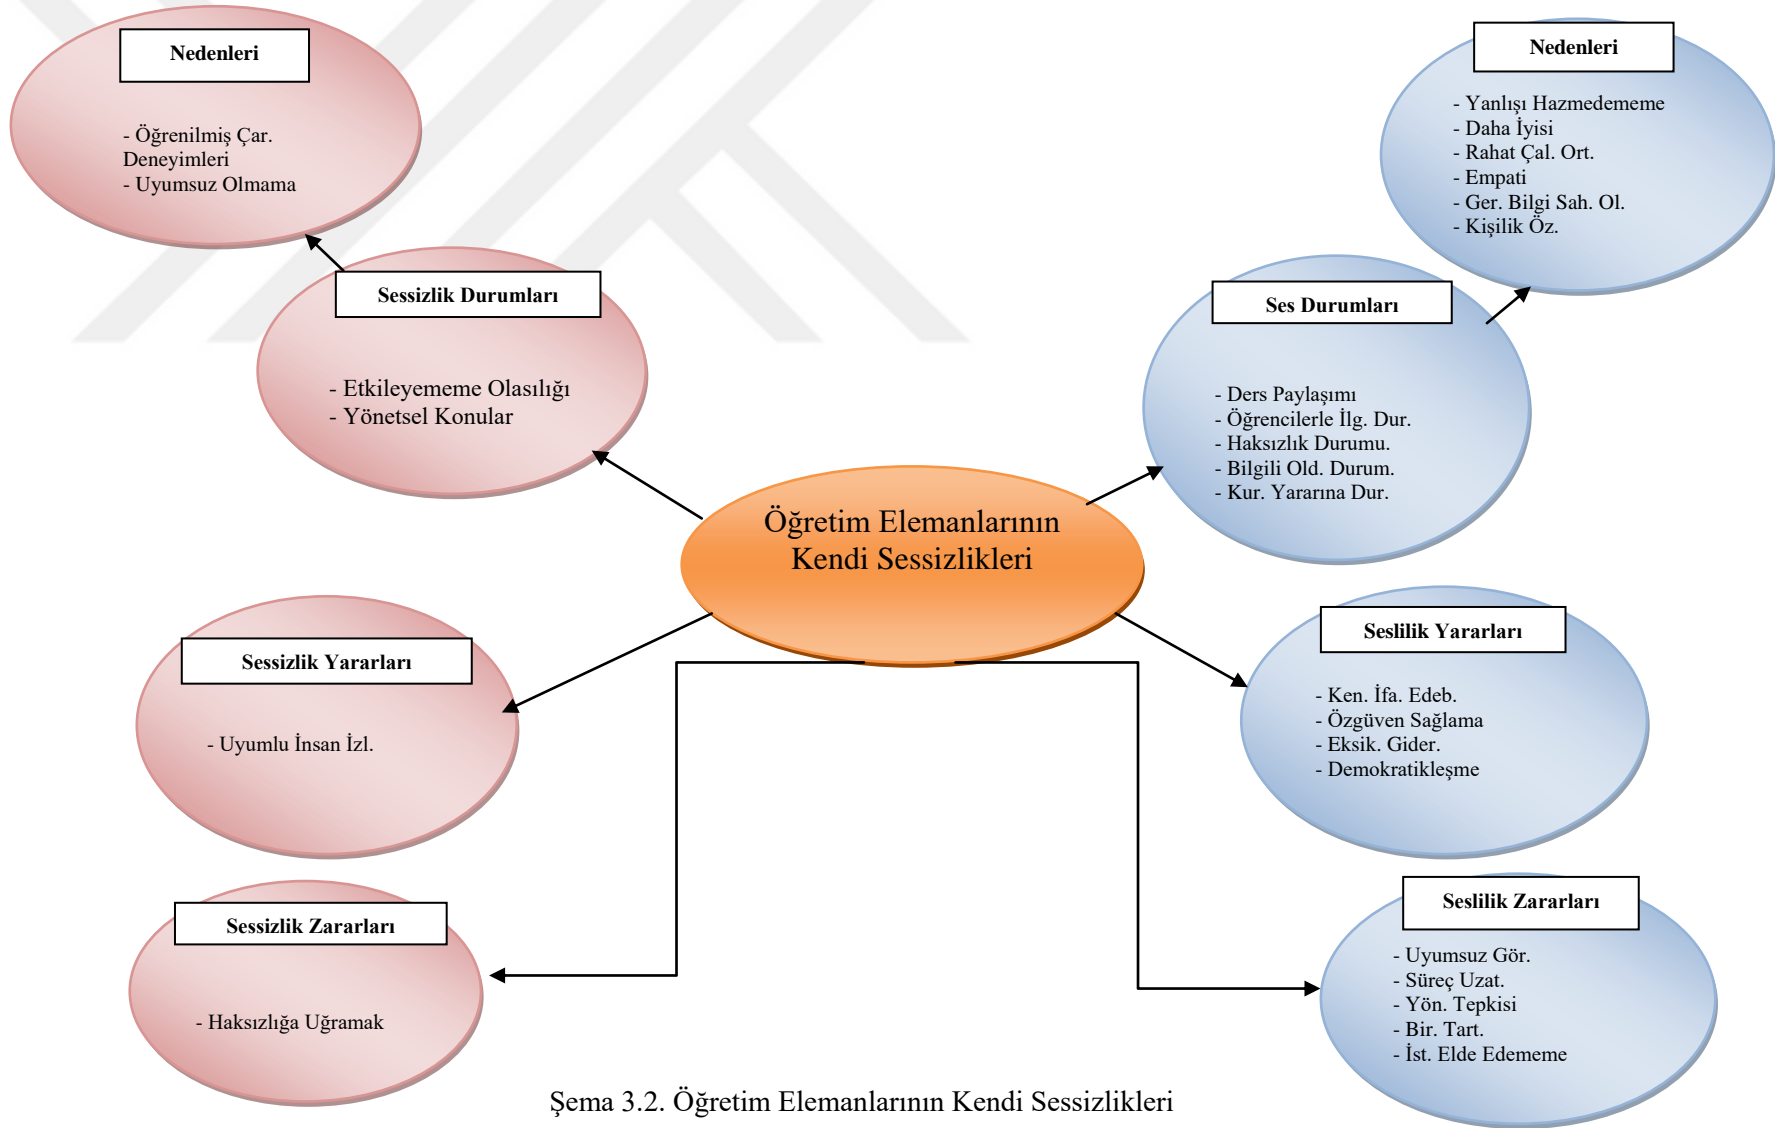 Nedenleri
- Öğrenilmiş Çar.
Deneyimleri
- Uyumsuz Olmama
Sessizlik Durumları
- Etkileyememe Olasılığı
- Yönetsel Konular
Nedenleri
- Yanlışı Hazmedememe
- Daha İyisi
- Rahat Çal. Ort.
- Empati
- Ger. Bilgi Sah. Ol.
- Kişilik Öz.
Ses Durumları
- Ders Paylaşımı
- Öğrencilerle İlg. Dur.
- Haksızlık Durumu.
- Bilgili Old. Durum.
- Kur. Yararına Dur.
Öğretim Elemanlarının
Kendi Sessizlikleri
Sessizlik Yararları
- Uyumlu İnsan İzl.
Seslilik Yararları
- Ken. İfa. Edeb.
- Özgüven Sağlama
- Eksik. Gider.
- Demokratikleşme
Sessizlik Zararları
- Haksızlığa Uğramak
Seslilik Zararları
- Uyumsuz Gör.
- Süreç Uzat.
- Yön. Tepkisi
- Bir. Tart.
- İst. Elde Edememe
Şema 3.2. Öğretim Elemanlarının Kendi Sessizlikleri